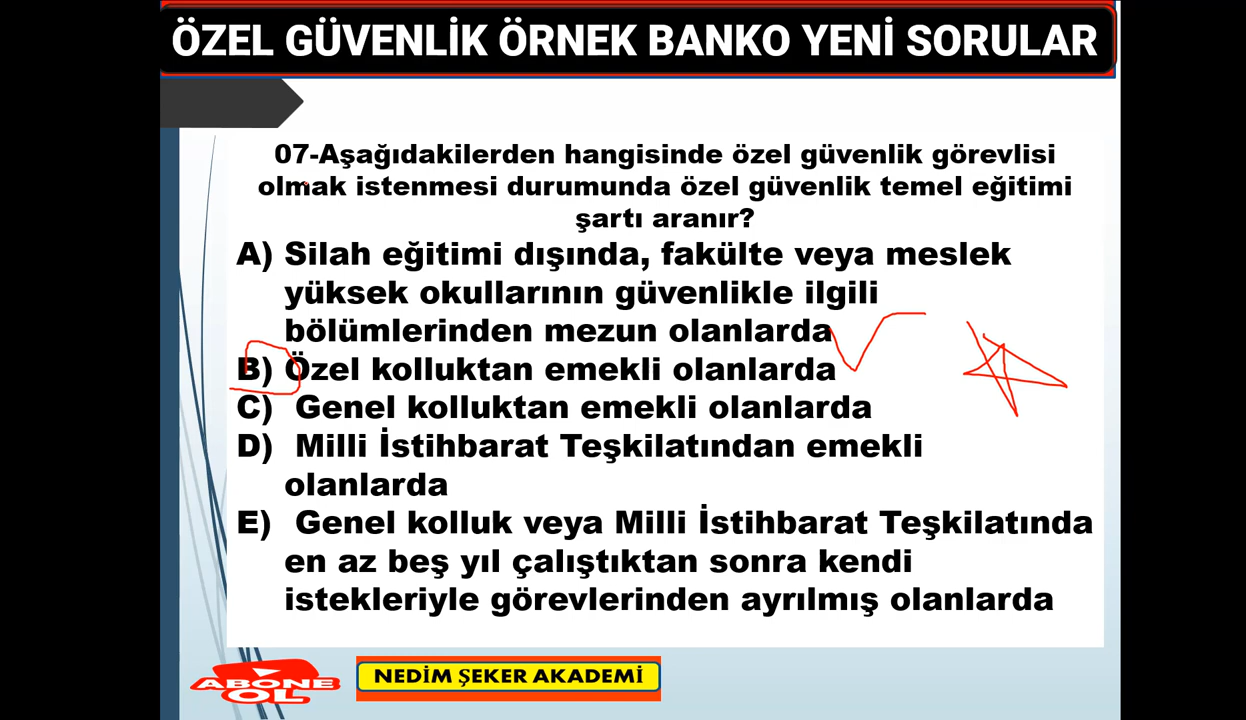 ÖZEL GÜVENLİK ÖRNEK BANKO YENİ SORULAR
07-Aşağıdakilerden hangisinde özel güvenlik görevlisi
olmak istenmesi durumunda özel güvenlik temel eğitimi
şartı aranır?
A) Silah eğitimi dışında, fakülte veya meslek
yüksek okullarının güvenlikle ilgili
bölümlerinden mezun olanlarda
B) Özel kolluktan emekli olanlarda
C) Genel kolluktan emekli olanlarda
D) Milli İstihbarat Teşkilatından emekli
olanlarda
E) Genel kolluk veya Milli İstihbarat Teşkilatında
en az beş yıl çalıştıktan sonra kendi
istekleriyle görevlerinden ayrılmış olanlarda
ABONE
OL
NEDİM ŞEKER AKADEMİ